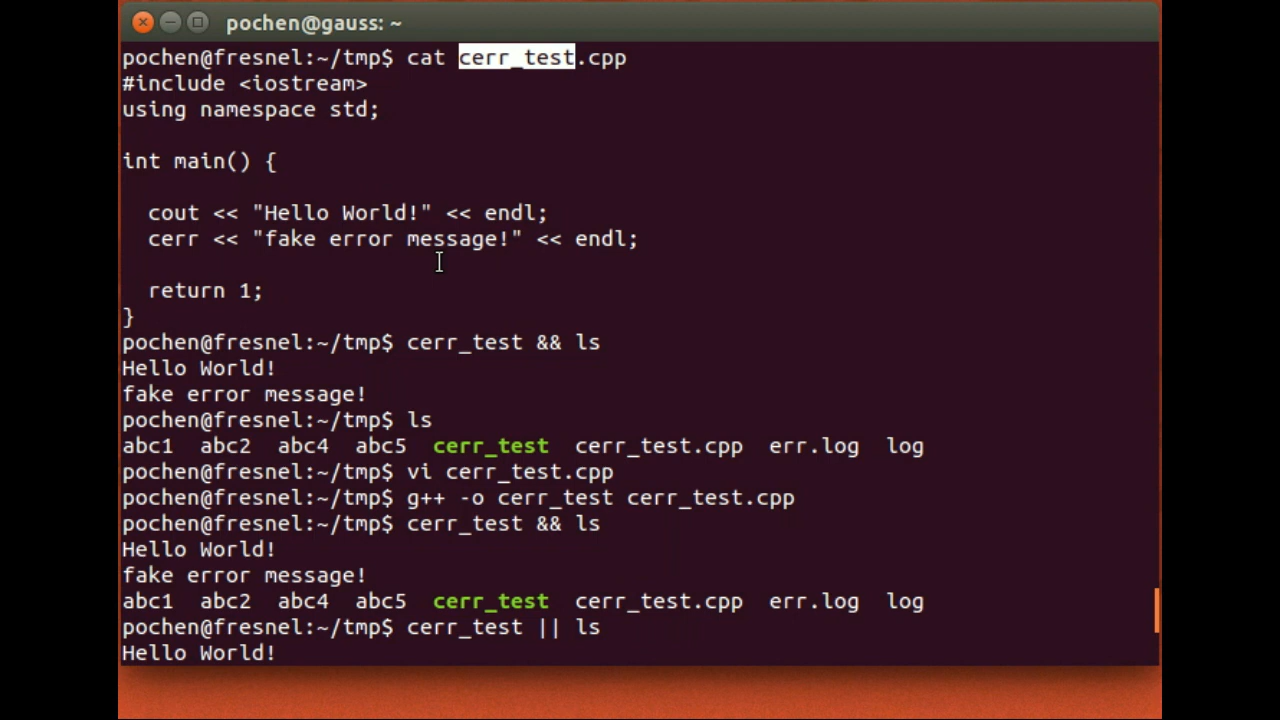 pochen@gauss: ~
pochen@fresnel:~/tmp$ cat cerr_test.cpp
#include <iostream>
using namespace std;
int main() {
cout << "Hello World!" << endl;
cerr << "fake error message!" << endl;
return 1;
}
pochen@fresnel:~/tmp$ cerr_test && ls
Hello World!
fake error message!
pochen@fresnel:~/tmp$ ls
abc1 abc2 abc4 abc5 cerr_test cerr_test.cpp err.log log
pochen@fresnel:~/tmp$ vi cerr_test.cpp
pochen@fresnel:~/tmp$ g++ -o cerr_test cerr_test.cpp
pochen@fresnel:~/tmp$ cerr_test && ls
Hello World!
fake error message!
abc1 abc2 abc4 abc5 cerr_test cerr_test.cpp err.log log
pochen@fresnel:~/tmp$ cerr_test || ls
Hello World!